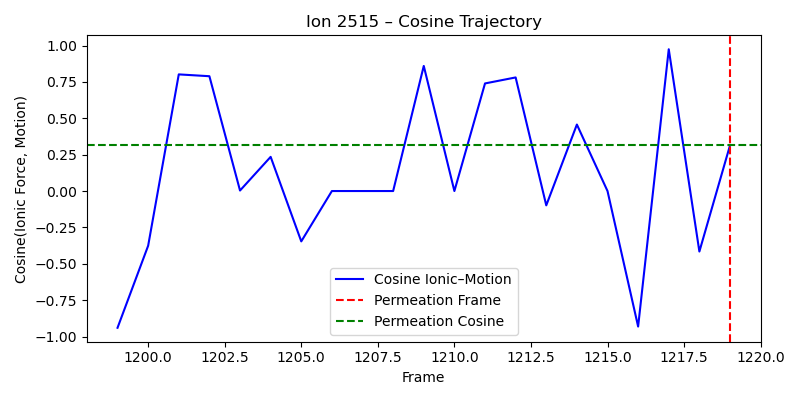 Ion 2515 – Cosine Trajectory
Cosine(Ionic Force, Motion)
1.00
0.75
0.50
0.25
0.00
−0.25
−0.50
−0.75
−1.00
Cosine Ionic–Motion
Permeation Frame
Permeation Cosine
1200.0 1202.5 1205.0 1207.5 1210.0 1212.5 1215.0 1217.5 1220.0
Frame